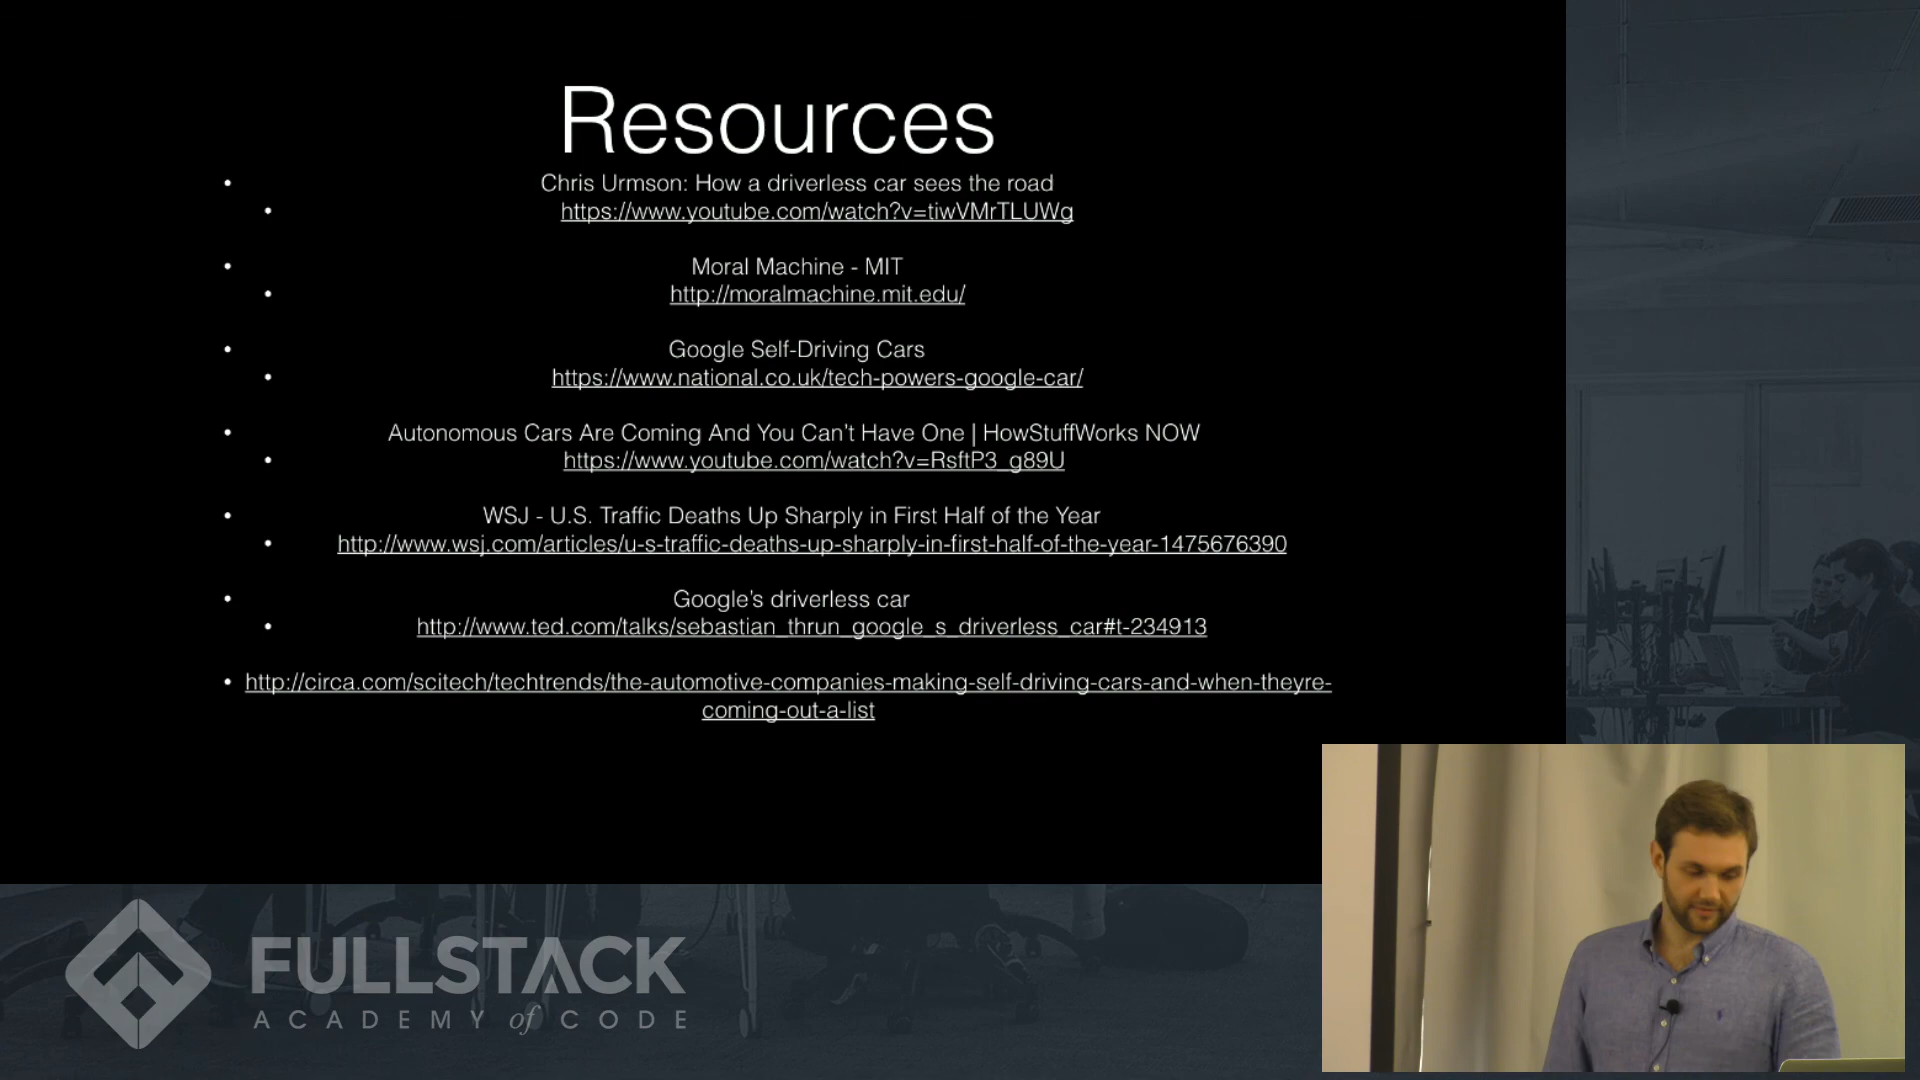 Resources
• Chris Urmson: How a driverless car sees the road
• https://www.youtube.com/watch?v=tiwVMrTLUWg
• Moral Machine - MIT
• http://moralmachine.mit.edu/
• Google Self-Driving Cars
• https://www.national.co.uk/tech-powers-google-car/
• Autonomous Cars Are Coming And You Can't Have One | HowStuffWorks NOW
• https://www.youtube.com/watch?v=RsftP3_g89U
• WSJ - U.S. Traffic Deaths Up Sharply in First Half of the Year
• http://www.wsj.com/articles/u-s-traffic-deaths-up-sharply-in-first-half-of-the-year-1475676390
• Google's driverless car
• http://www.ted.com/talks/sebastian_thrun_google_s_driverless_car#t-234913
• http://circa.com/scitech/techtrends/the-automotive-companies-making-self-driving-cars-and-when-theyre-
coming-out-a-list
FULLSTACK
ACADEMY of CODE